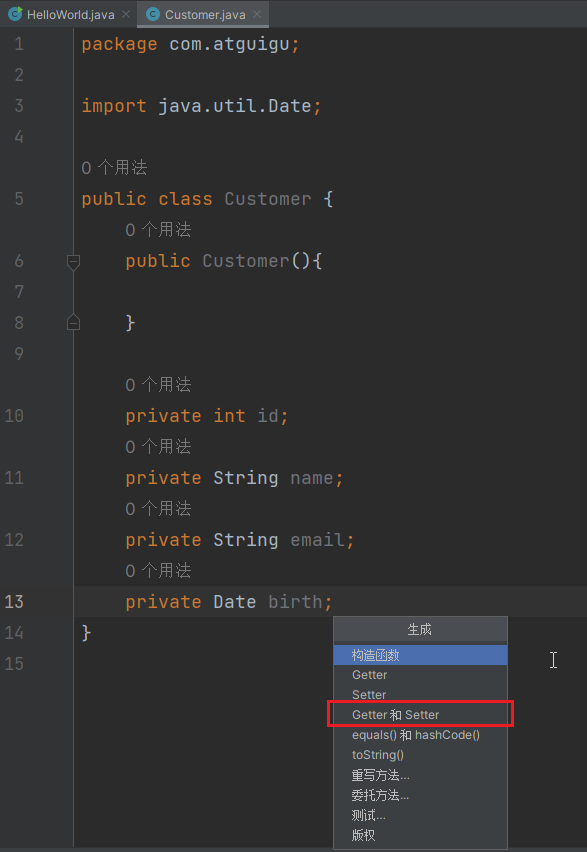 HelloWorld.java × Customer.java ×
1 package com.atguigu;
2
3 import java.util.Date;
4
0 个用法
5 public class Customer {
0 个用法
6 public Customer(){
7
8 }
9
0 个用法
10 private int id;
0 个用法
11 private String name;
0 个用法
12 private String email;
0 个用法
13 private Date birth;
14 }
15
生成
构造函数
Getter
Setter
Getter 和 Setter
equals() 和 hashCode()
toString()
重写方法...
委托方法...
测试...
版权